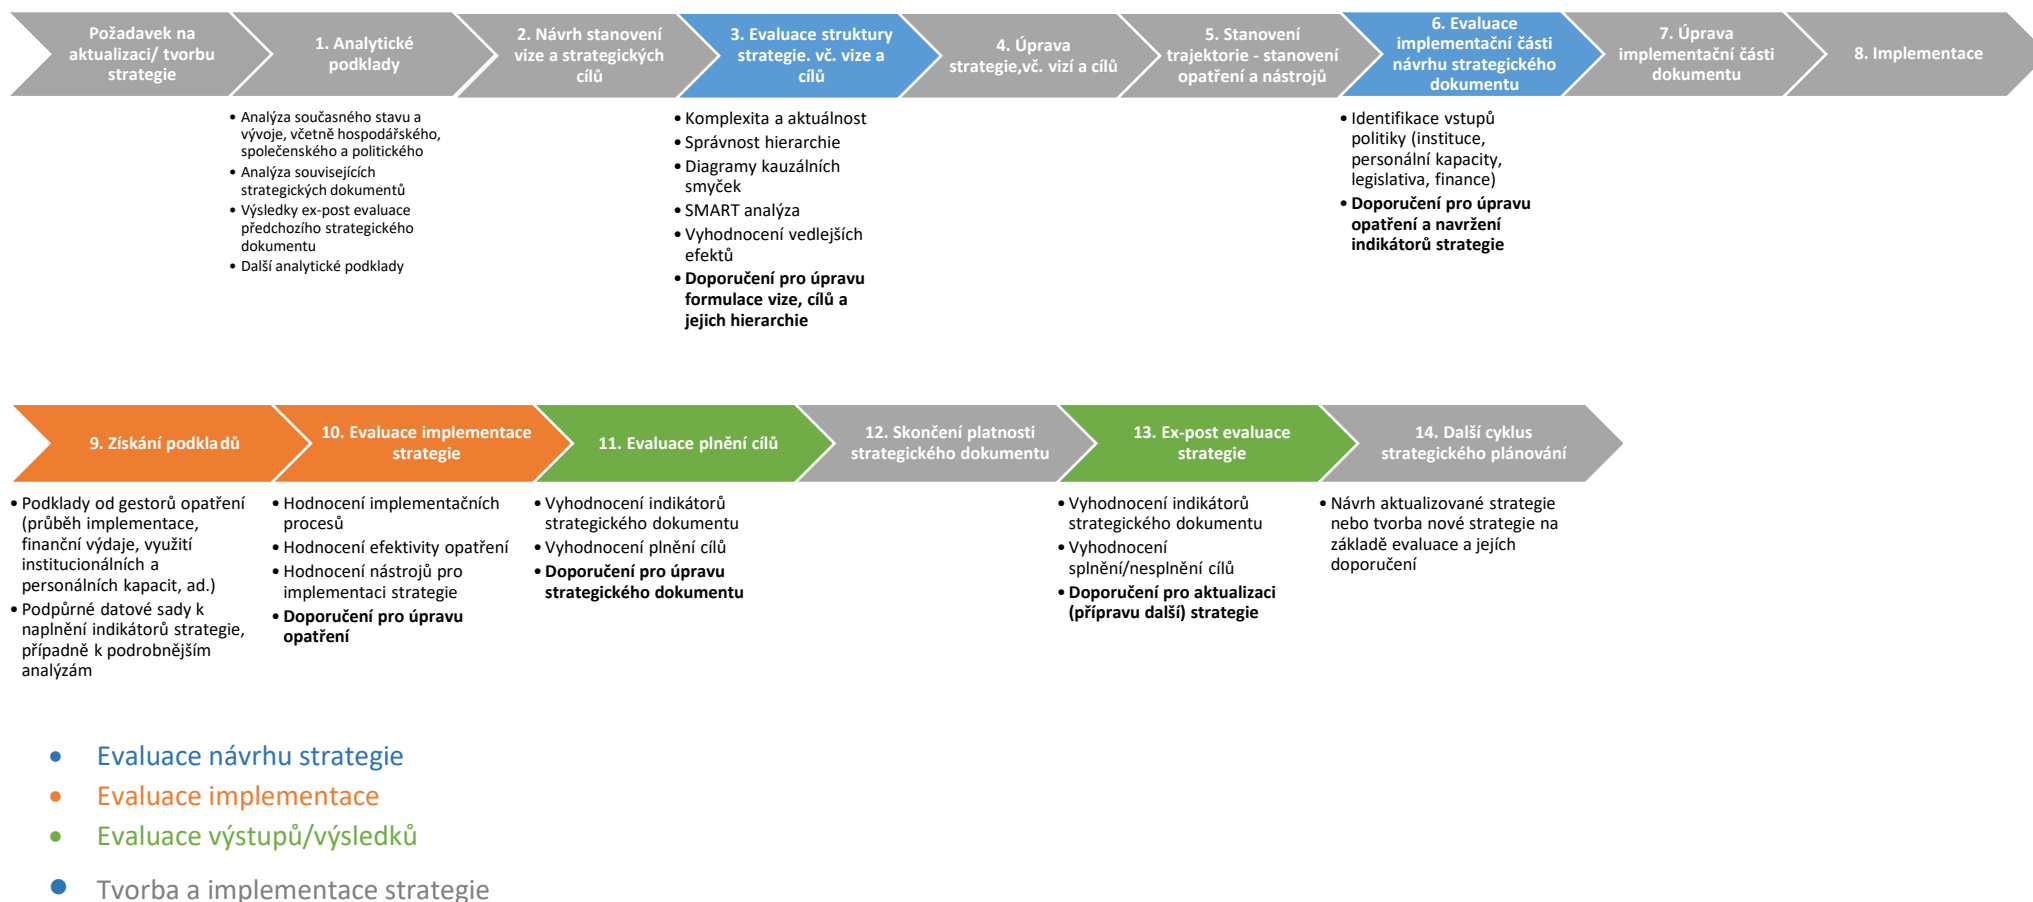 Požadavek na
aktualizaci/ tvorbu
strategie
1. Analytické
podklady
2. Návrh stanovení
vize a strategických
cílů
3. Evaluace struktury
strategie. vč. vize a
cílů
4. Úprava
strategie,vč. vizí a cílů
5. Stanovení
trajektorie - stanovení
opatření a nástrojů
6. Evaluace
implementační části
návrhu strategického
dokumentu
7. Úprava
implementační části
dokumentu
8. Implementace
• Analýza současného stavu a
vývoje, včetně hospodářského,
společenského a politického
• Analýza souvisejících
strategických dokumentů
• Výsledky ex-post evaluace
předchozího strategického
dokumentu
• Další analytické podklady
• Komplexita a aktuálnost
• Správnost hierarchie
• Diagramy kauzálních
smyček
• SMART analýza
• Vyhodnocení vedlejších
efektů
• Doporučení pro úpravu
formulace vize, cílů a
jejich hierarchie
• Identifikace vstupů
politiky (instituce,
personální kapacity,
legislativa, finance)
• Doporučení pro úpravu
opatření a navržení
indikátorů strategie
9. Získání podkladů
10. Evaluace implementace
strategie
11. Evaluace plnění cílů
12. Skončení platnosti
strategického dokumentu
13. Ex-post evaluace
strategie
14. Další cyklus
strategického plánování
• Podklady od gestorů opatření
(průběh implementace,
finanční výdaje, využití
institucionálních a
personálních kapacit, ad.)
• Podpůrné datové sady k
naplnění indikátorů strategie,
případně k podrobnějším
analýzám
• Hodnocení implementačních
procesů
• Hodnocení efektivity opatření
• Hodnocení nástrojů pro
implementaci strategie
• Doporučení pro úpravu
opatření
• Vyhodnocení indikátorů
strategického dokumentu
• Vyhodnocení plnění cílů
• Doporučení pro úpravu
strategického dokumentu
• Vyhodnocení indikátorů
strategického dokumentu
• Vyhodnocení
splnění/nesplnění cílů
• Doporučení pro aktualizaci
(přípravu další) strategie
• Návrh aktualizované strategie
nebo tvorba nové strategie na
základě evaluace a jejích
doporučení
• Evaluace návrhu strategie
• Evaluace implementace
• Evaluace výstupů/výsledků
• Tvorba a implementace strategie